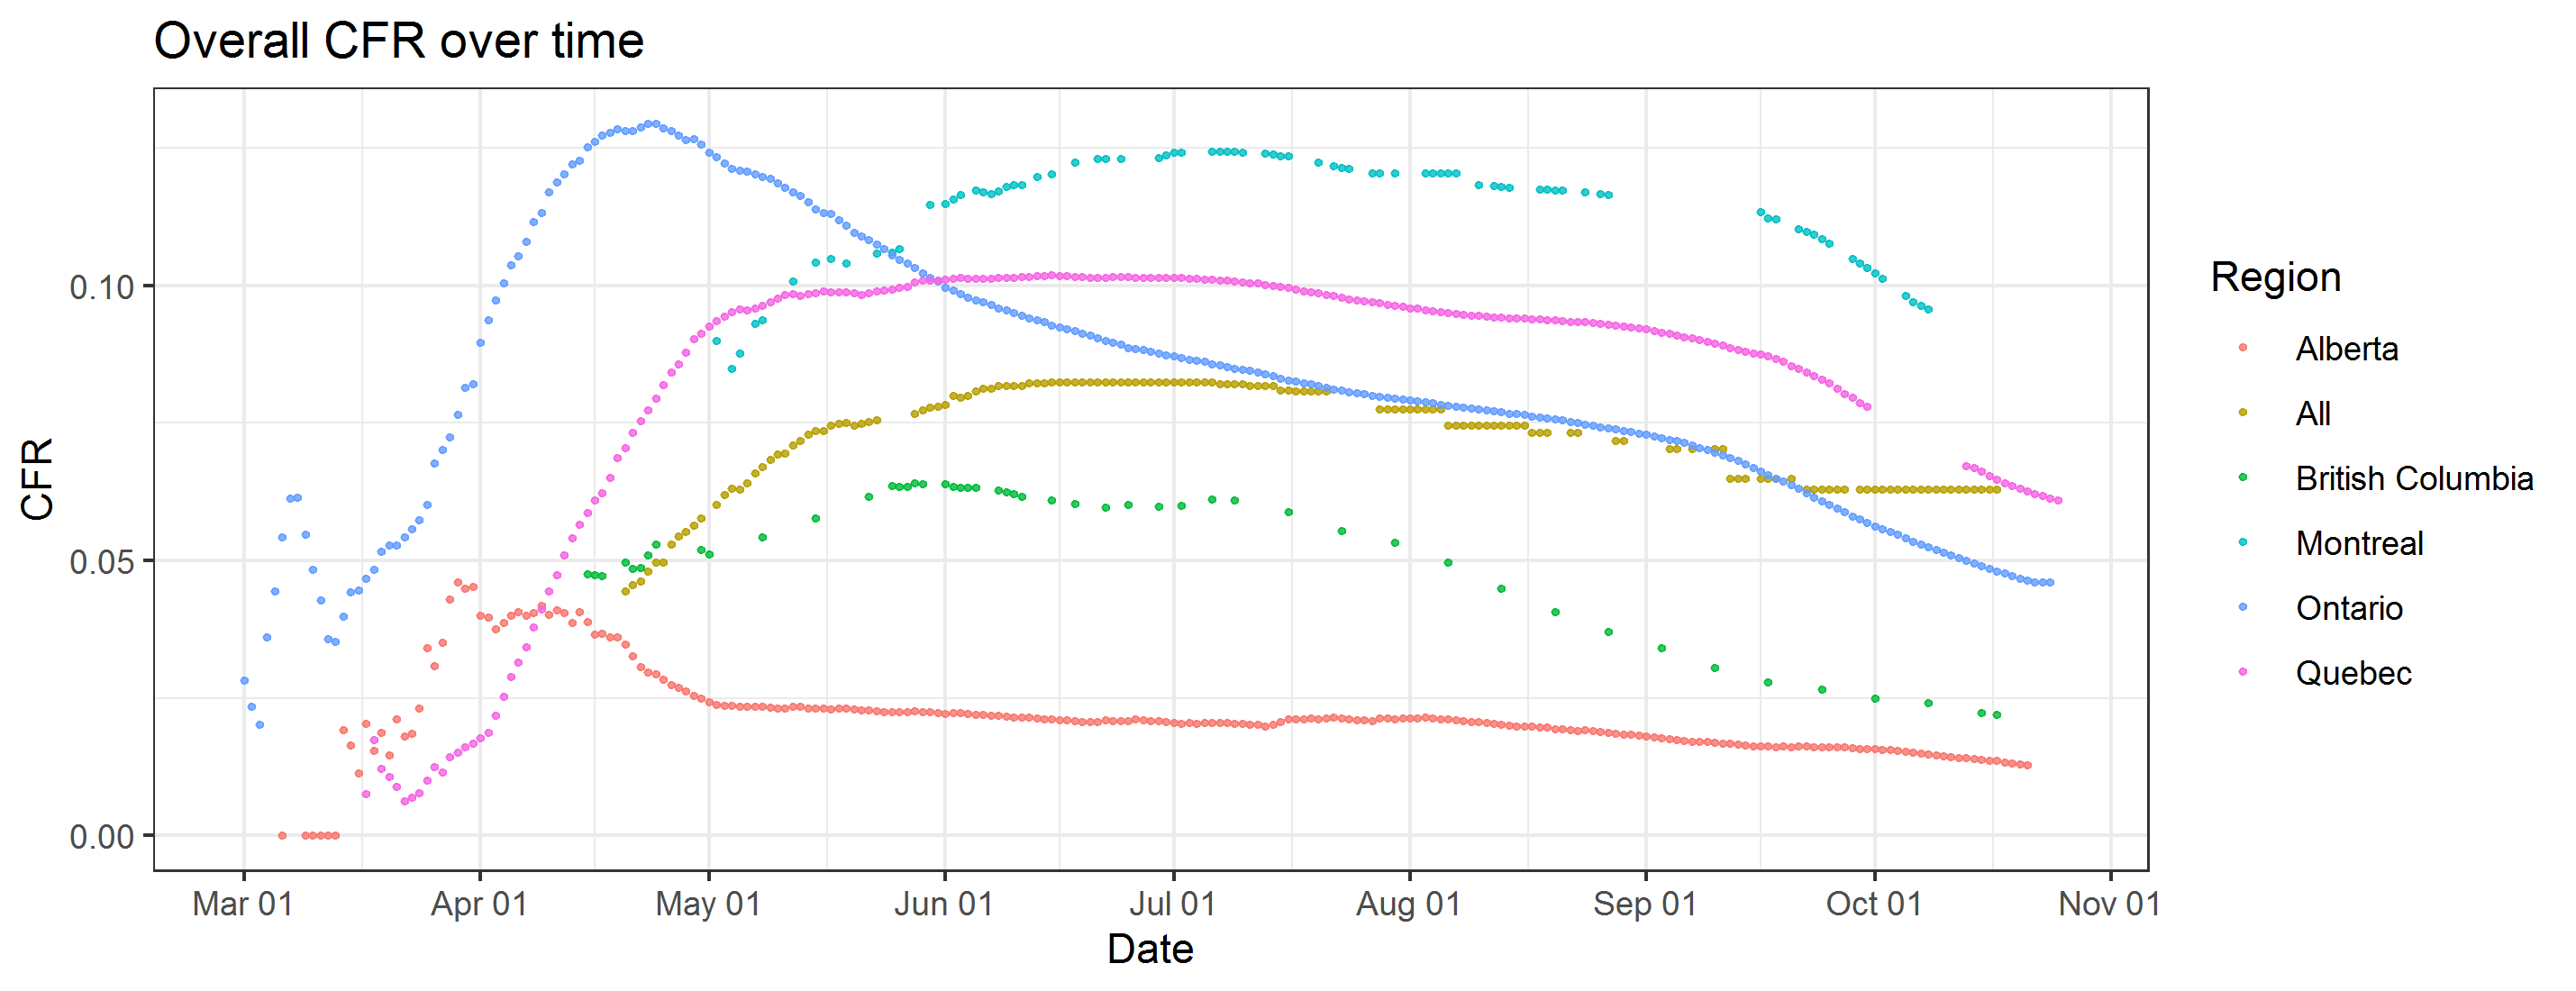 Overall CFR over time
CFR
0.10
0.05
0.00
Mar 01 Apr 01 May 01 Jun 01 Jul 01 Aug 01 Sep 01 Oct 01 Nov 01
Date
Region
Alberta
All
British Columbia
Montreal
Ontario
Quebec